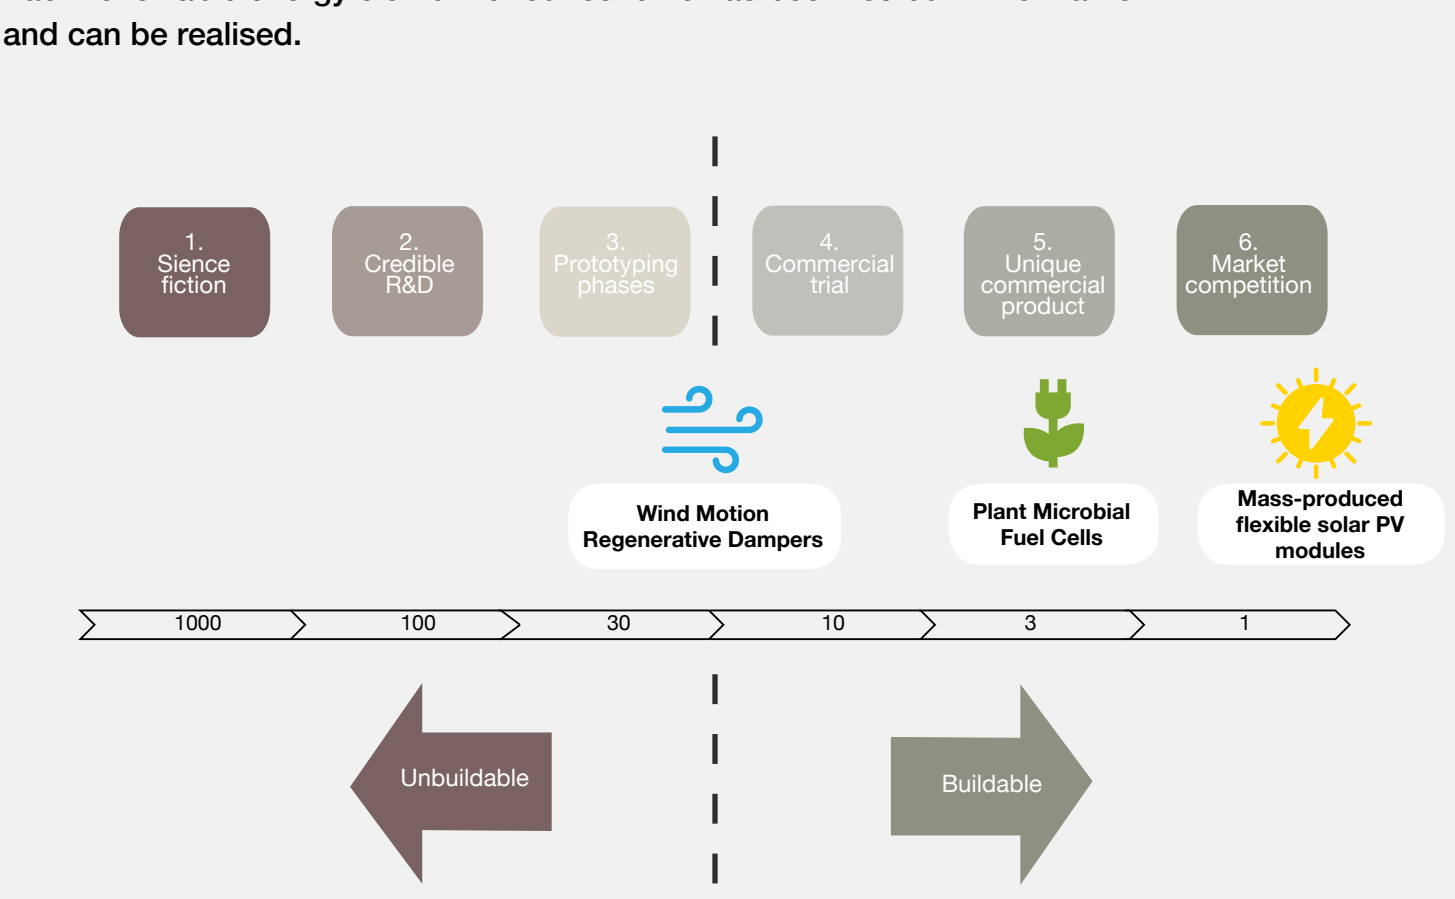 and can be realised.
1.
Sience
fiction
2.
Credible
R&D
3.
Prototyping
phases
4.
Commercial
trial
5.
Unique
commercial
product
6.
Market
competition
Wind Motion
Regenerative Dampers
Plant Microbial
Fuel Cells
Mass-produced
flexible solar PV
modules
1000
100
30
10
3
1
Unbuildable
Buildable